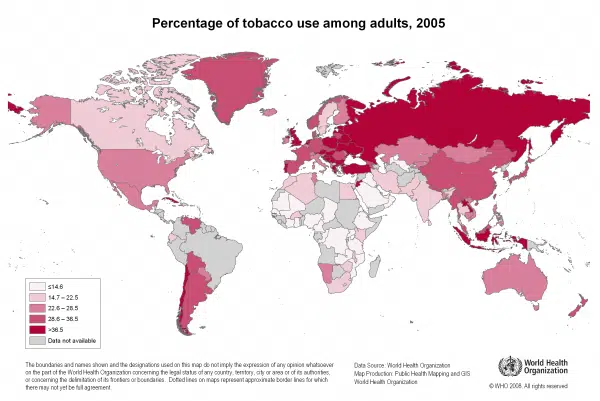 Percentage of tobacco use among adults, 2005
≤14.6
14.7 – 22.5
22.6 – 28.5
28.6 – 36.5
>36.5
Data not available
The boundaries and names shown and the designations used on this map do not imply the expression of any opinion whatsoever
on the part of the World Health Organization concerning the legal status of any country, territory, city or area or of its authorities,
or concerning the delimitation of its frontiers or boundaries. Dotted lines on maps represent approximate border lines for which
there may not yet be full agreement.
Data Source: World Health Organization
Map Production: Public Health Mapping and GIS
World Health Organization
World Health
Organization
© WHO 2008. All rights reserved